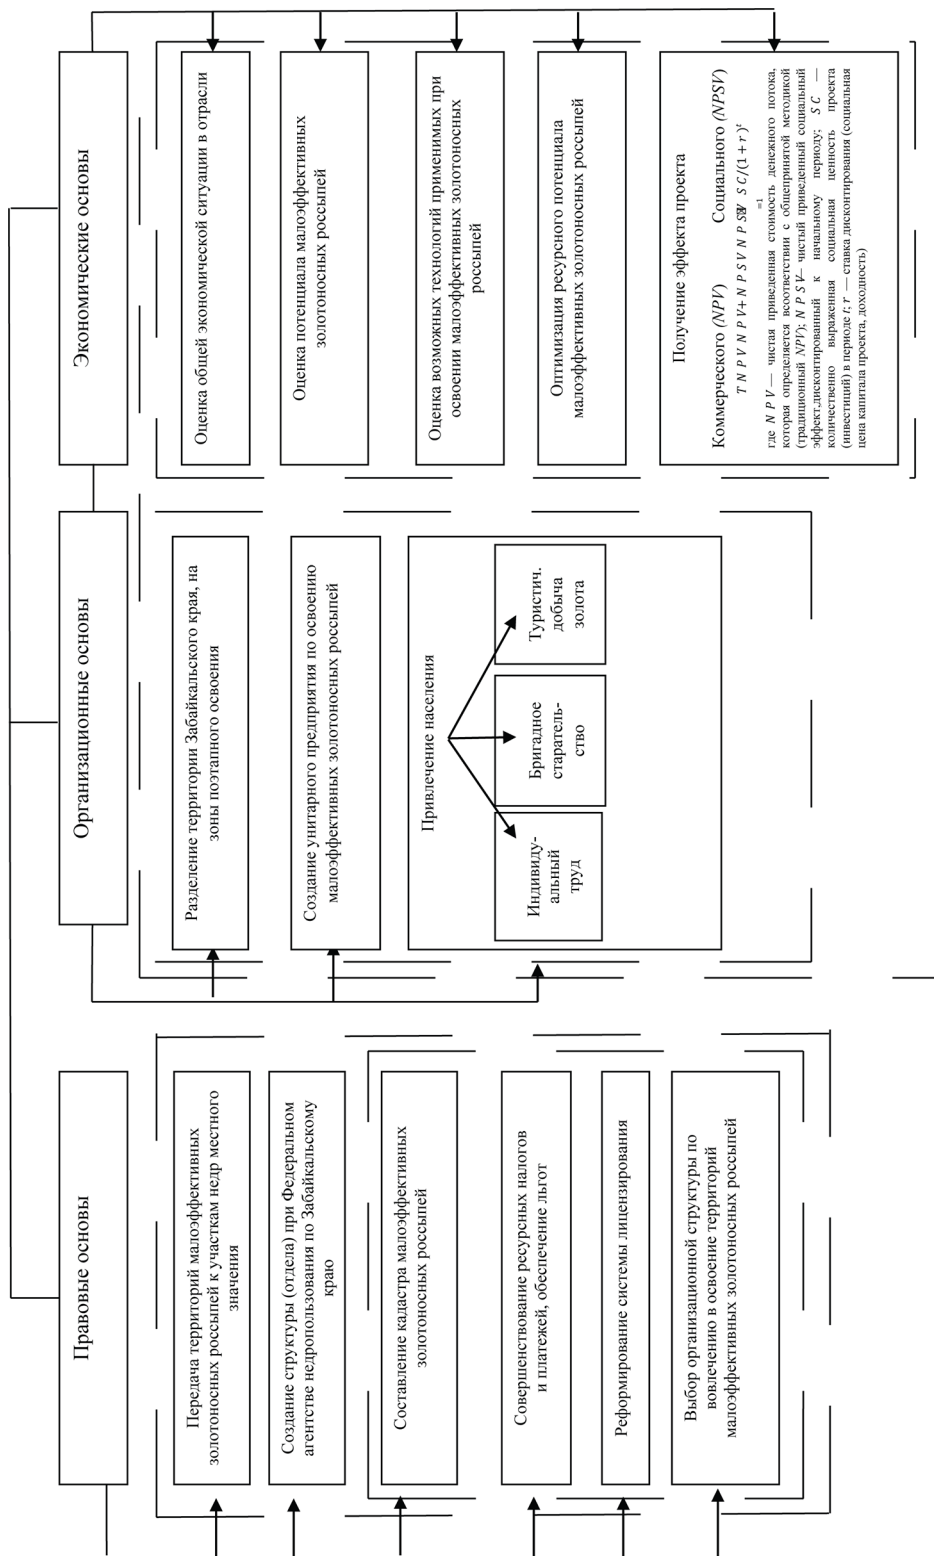 Правовые основы
Передача территорий малоэффективных
золотоносных россыпей к участкам недр местного
значения
Создание структуры (отдела) при Федеральном
агентстве недропользования по Забайкальскому
краю
Составление кадастра малоэффективных
золотоносных россыпей
Совершенствование ресурсных налогов
и платежей, обеспечение льгот
Реформирование системы лицензирования
Выбор организационной структуры по
вовлечению в освоение территорий
малоэффективных золотоносных россыпей
Организационные основы
Разделение территории Забайкальского края, на
зоны поэтапного освоения
Создание унитарного предприятия по освоению
малоэффективных золотоносных россыпей
Привлечение населения
Индивиду-
альный
труд
Бригадное
старатель-
ство
Туристич.
добыча
золота
Экономические основы
Оценка общей экономической ситуации в отрасли
Оценка потенциала малоэффективных
золотоносных россыпей
Оценка возможных технологий применимых при
освоении малоэффективных золотоносных
россыпей
Оптимизация ресурсного потенциала
малоэффективных золотоносных россыпей
Получение эффекта проекта
Коммерческого (NPV) Социального (NPSV)
TNPV NPV+NPSV SC/(1+r)t
=1
где NPV — чистая приведенная стоимость денежного потока,
которая определяется всоответствии с общепринятой методикой
(традиционный NPV); NPSV— чистый приведенный социальный
эффект,дисконтированный к начальному периоду; SC —
количественно выраженная социальная ценность проекта
(инвестиций) в периоде t; r — ставка дисконтирования (социальная
цена капитала проекта, доходность)